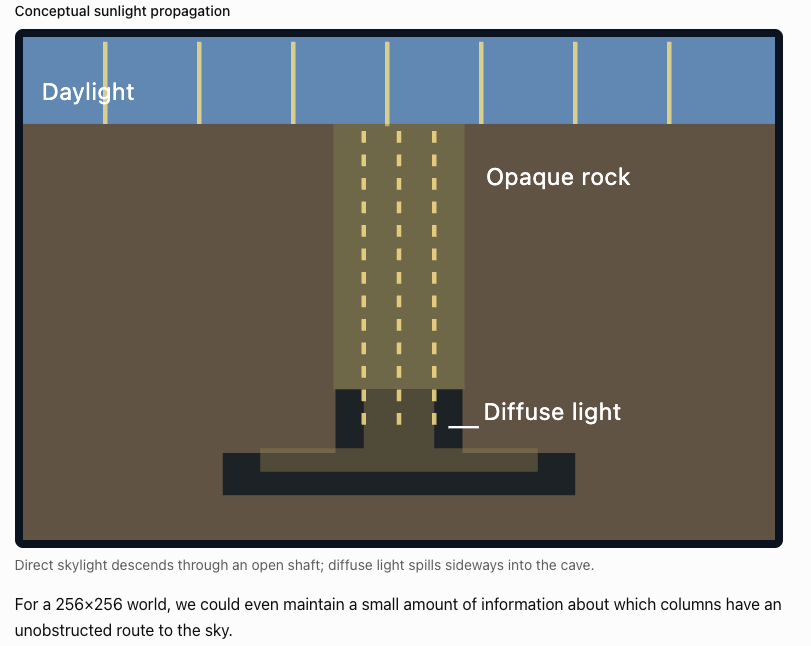 Conceptual sunlight propagation
Daylight
Opaque rock
Diffuse light
Direct skylight descends through an open shaft; diffuse light spills sideways into the cave.
For a 256×256 world, we could even maintain a small amount of information about which columns have an
unobstructed route to the sky.